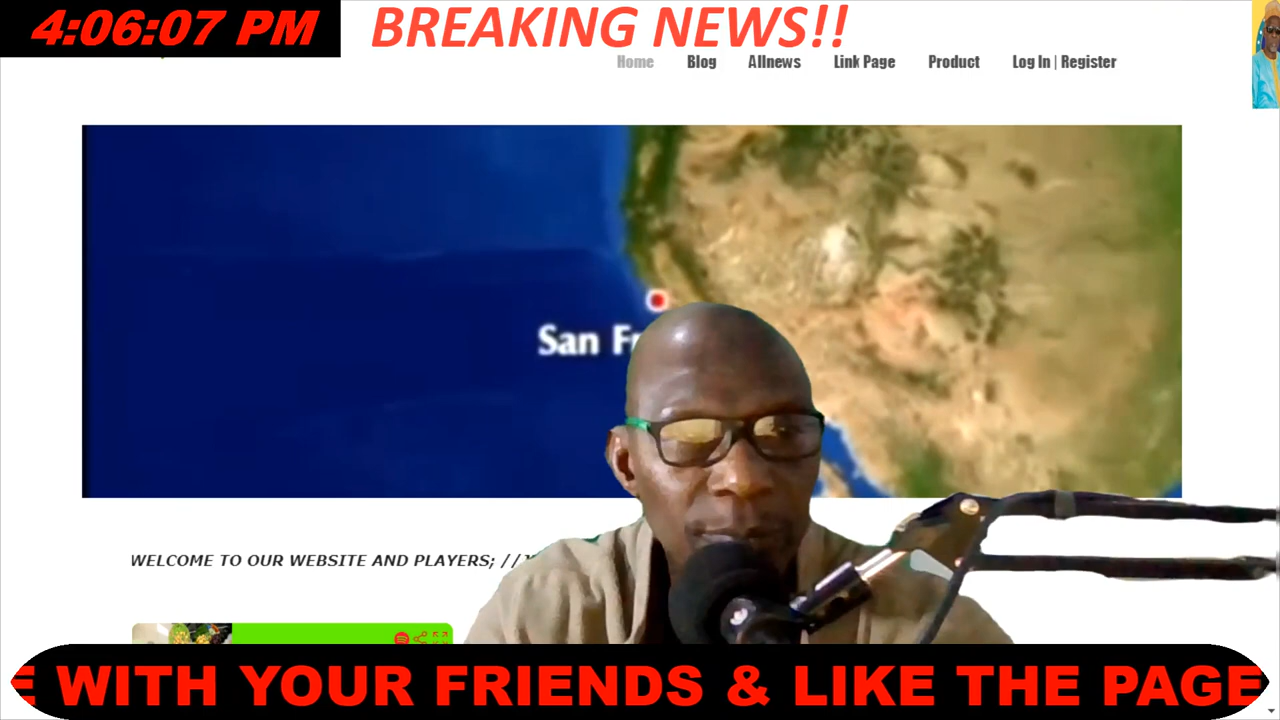 4:06:07 PM
BREAKING NEWS!!
Home Blog Allnews Link Page Product Log In | Register
San
WELCOME TO OUR WEBSITE AND PLAYERS; //
WITH YOUR FRIENDS & LIKE THE PAGE